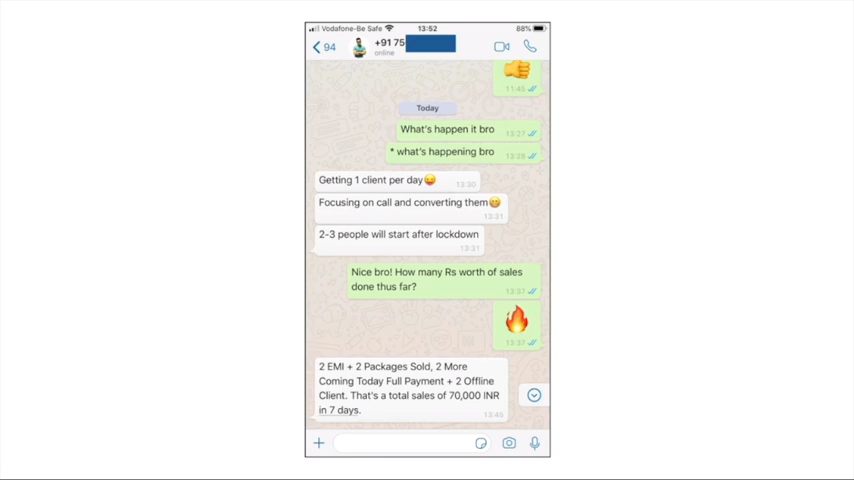 Vodafone-Be Safe 13:52 88%
94 +91 75
online
11:45
Today
What's happen it bro 13:27
* what's happening bro 13:28
Getting 1 client per day😝 13:30
Focusing on call and converting them😁
13:31
2-3 people will start after lockdown
13:31
Nice bro! How many Rs worth of sales
done thus far? 13:37
13:37
2 EMI + 2 Packages Sold, 2 More
Coming Today Full Payment + 2 Offline
Client. That's a total sales of 70,000 INR
in 7 days. 13:45